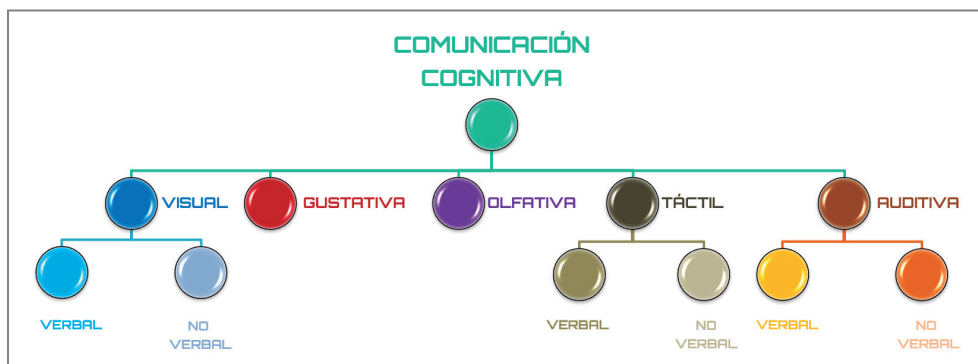 COMUNICACIÓN
COGNITIVA
VISUAL
GUSTATIVA
OLFATIVA
TÁCTIL
AUDITIVA
VERBAL
NO
VERBAL
VERBAL
NO
VERBAL
VERBAL
NO
VERBAL